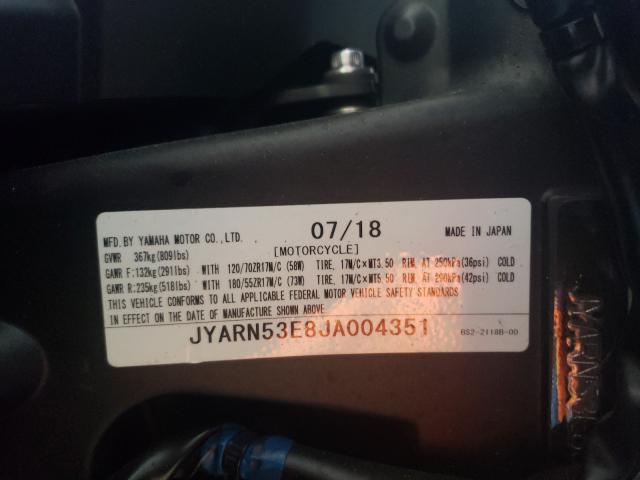 MFD. BY YAMAHA MOTOR CO., LTD. 07/18 MADE IN JAPAN
GVWR 367kg(809lbs) [MOTORCYCLE]
GAWR F:132kg(291lbs) WITH 120/70ZR17M/C (58W) TIRE, 17M/C×MT3.50 RIM, AT 250kPa(36psi) COLD
GAWR R:235kg(518lbs) WITH 180/55ZR17M/C (73W) TIRE, 17M/C×MT5.50 RIM, AT 290kPa(42psi) COLD
THIS VEHICLE CONFORMS TO ALL APPLICABLE FEDERAL MOTOR VEHICLE SAFETY STANDARDS
IN EFFECT ON THE DATE OF MANUFACTURE SHOWN ABOVE.
JYARN53E8JA004351 BS2-2118B-00
JYARN53E